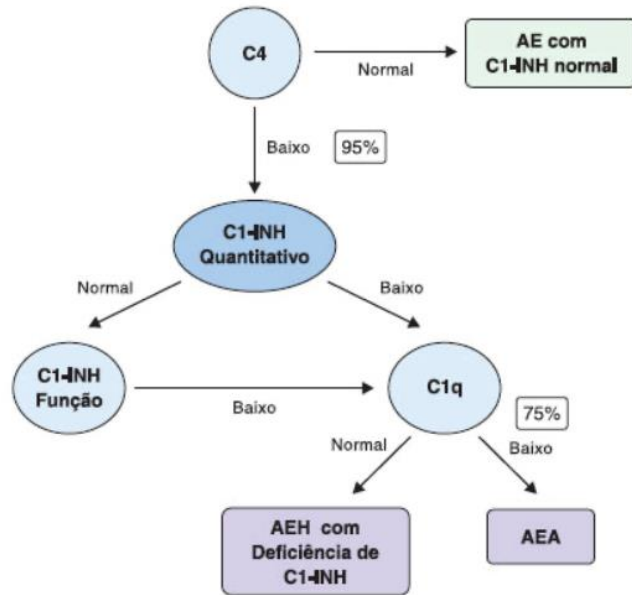 C4
Normal
AE com
C1-INH normal
Baixo
95%
C1-INH
Quantitativo
Normal
Baixo
C1-INH
Função
Baixo
C1q
75%
Normal
Baixo
AEH com
Deficiência de
C1-INH
AEA